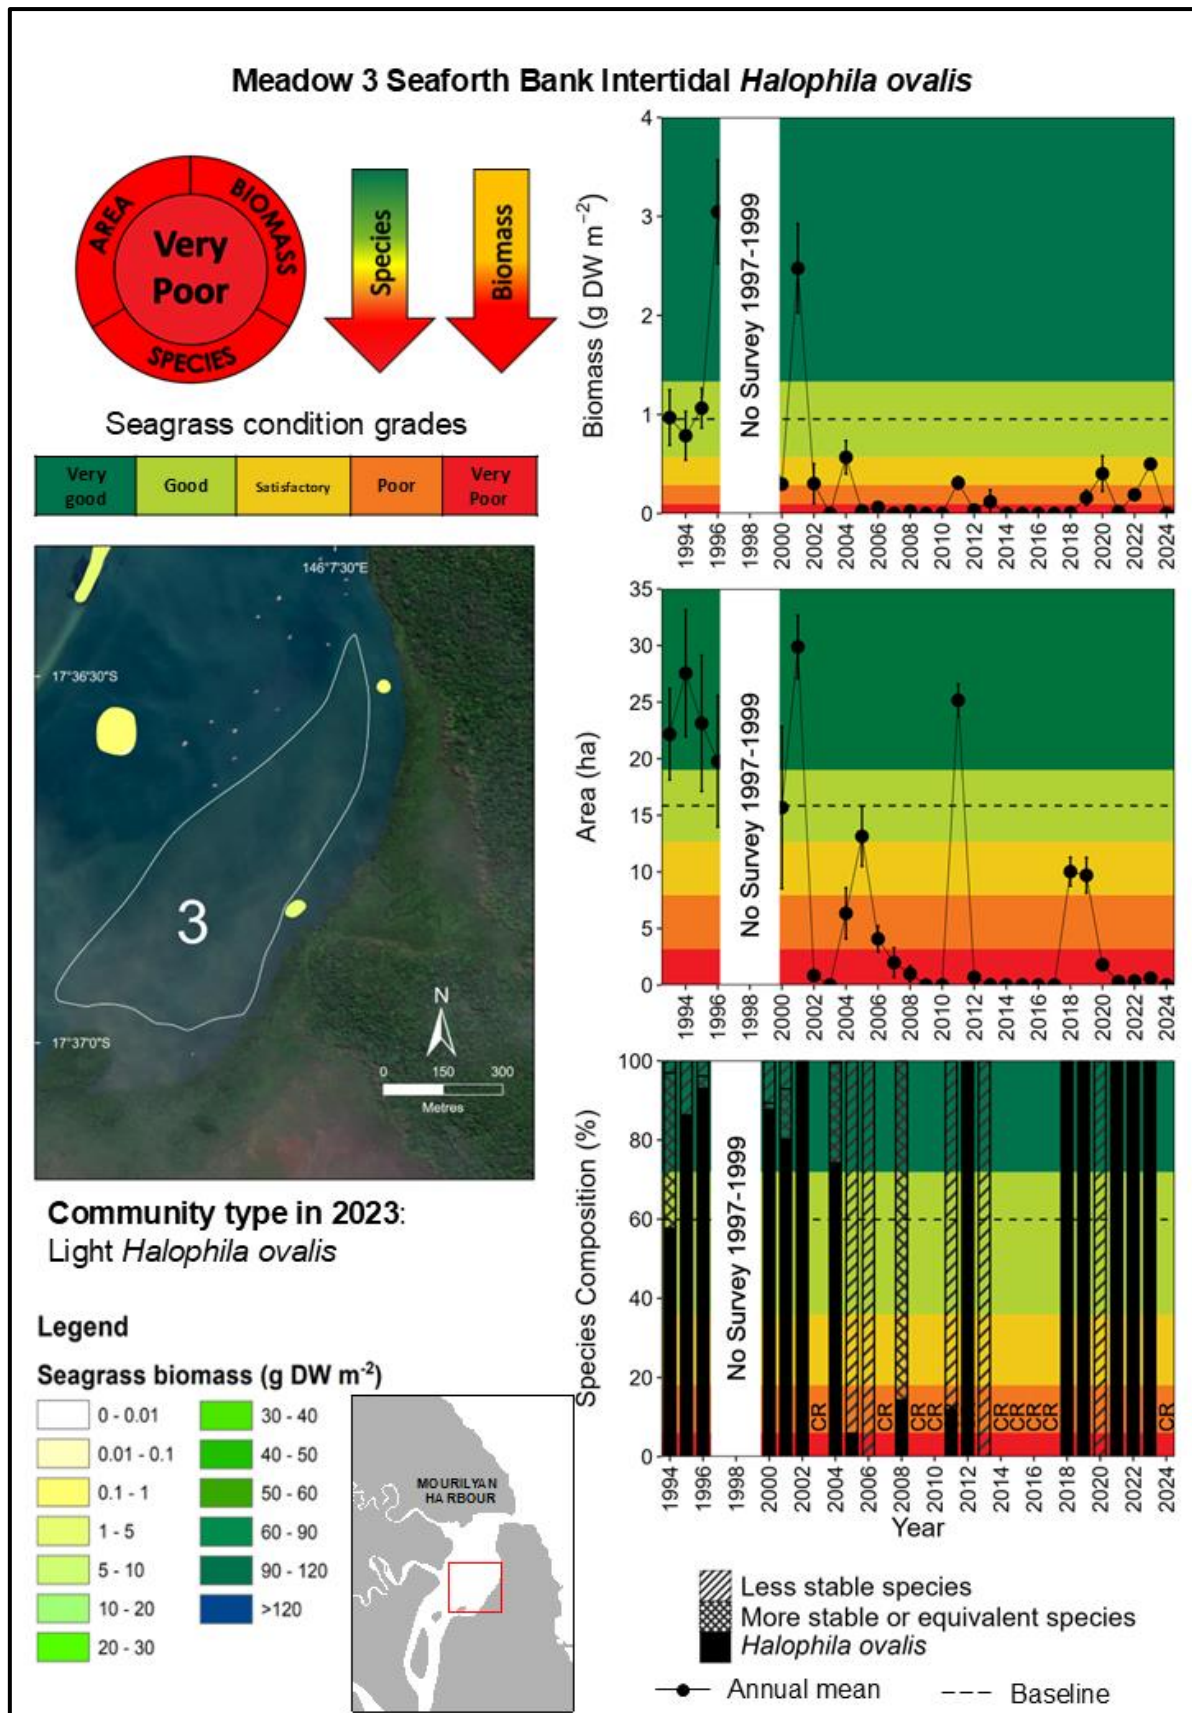 Meadow 3 Seaforth Bank Intertidal Halophila ovalis
AREA
BIOMASS
SPECIES
Very
Poor
Species
Biomass
Seagrass condition grades
Very good
Good
Satisfactory
Poor
Very Poor
146°7'30"E
17°36'30"S
3
17°37'0"S
N
0 150 300
Metres
Community type in 2023:
Light Halophila ovalis
Legend
Seagrass biomass (g DW m-2)
0 - 0.01
0.01 - 0.1
0.1 - 1
1 - 5
5 - 10
10 - 20
20 - 30
30 - 40
40 - 50
50 - 60
60 - 90
90 - 120
>120
MOURILYAN
HARBOUR
Biomass (g DW m−2)
4
3
2
1
0
No Survey 1997-1999
1994 1996 1998 2000 2002 2004 2006 2008 2010 2012 2014 2016 2018 2020 2022 2024
Area (ha)
35
30
25
20
15
10
5
0
No Survey 1997-1999
1994 1996 1998 2000 2002 2004 2006 2008 2010 2012 2014 2016 2018 2020 2022 2024
Species Composition (%)
100
80
60
40
20
0
No Survey 1997-1999
CR CR CR CR CR CR CR CR CR
1994 1996 1998 2000 2002 2004 2006 2008 2010 2012 2014 2016 2018 2020 2022 2024
Year
Less stable species
More stable or equivalent species
Halophila ovalis
Annual mean
Baseline